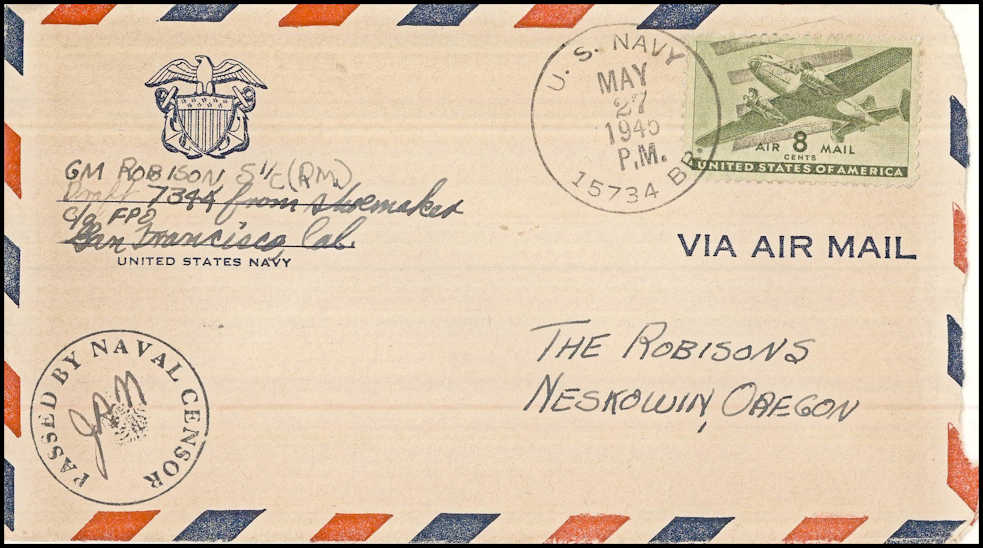 GM ROBISON S1/C (RM)
Draft 7344 from Shoemaker
C/o FPO
San Francisco, Cal.
UNITED STATES NAVY
U. S. NAVY
MAY
27
1945
P.M.
15734 BR.
AIR 8 MAIL
CENTS
UNITED STATES OF AMERICA
VIA AIR MAIL
THE ROBISONS
NESKOWIN, OREGON
PASSED BY NAVAL CENSOR